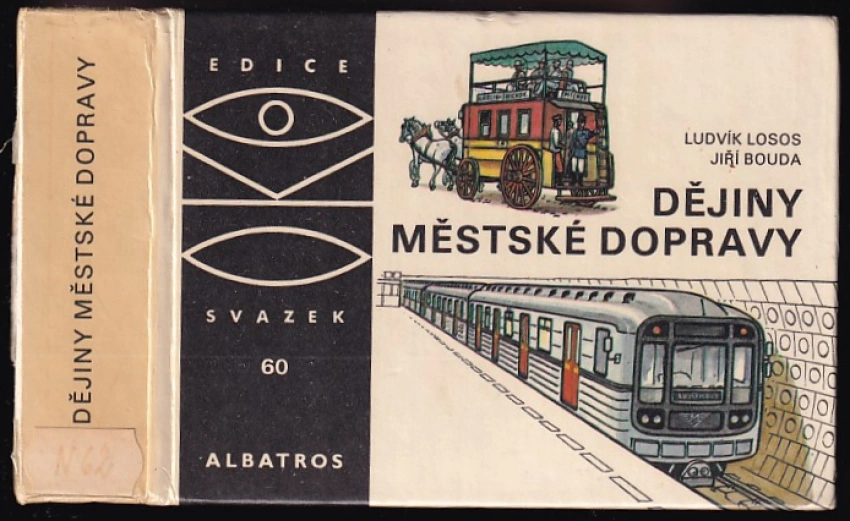 DĚJINY MĚSTSKÉ DOPRAVY
EDICE
SVAZEK
60
ALBATROS
LUDVÍK LOSOS
JIŘÍ BOUDA
DĚJINY
MĚSTSKÉ DOPRAVY